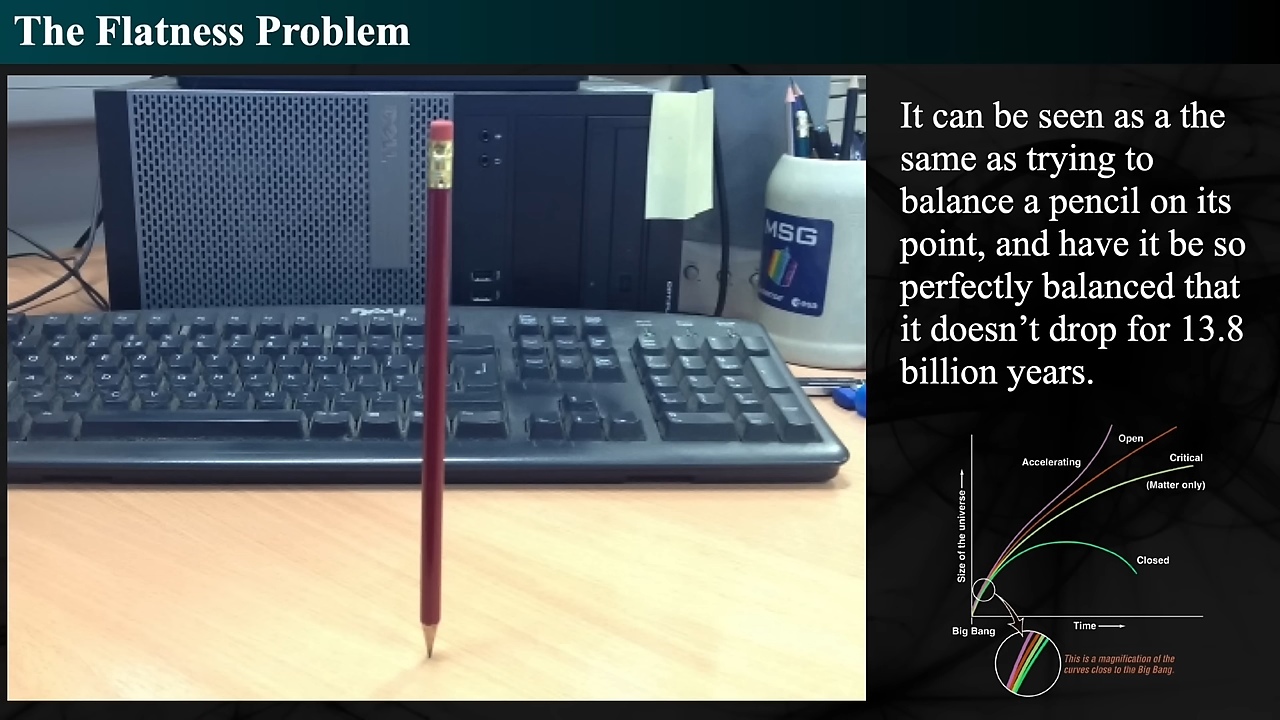 The Flatness Problem
DELL
MSG
esa
DELL
It can be seen as a the
same as trying to
balance a pencil on its
point, and have it be so
perfectly balanced that
it doesn’t drop for 13.8
billion years.
Open
Accelerating
Critical
(Matter only)
Closed
Size of the universe
Big Bang
Time
This is a magnification of the
curves close to the Big Bang.